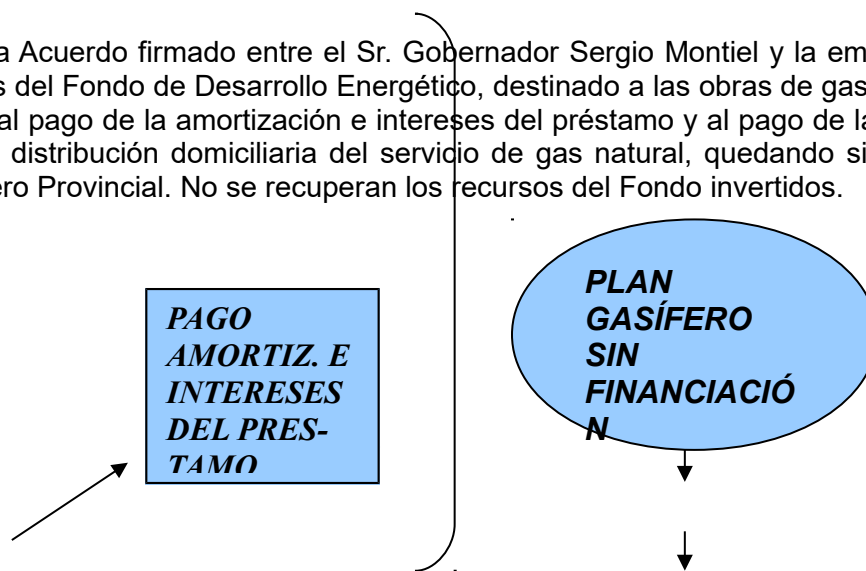 a Acuerdo firmado entre el Sr. Gobernador Sergio Montiel y la em
s del Fondo de Desarrollo Energético, destinado a las obras de gas
al pago de la amortización e intereses del préstamo y al pago de la
distribución domiciliaria del servicio de gas natural, quedando si
ero Provincial. No se recuperan los recursos del Fondo invertidos.
PAGO
AMORTIZ. E
INTERESES
DEL PRES-
TAMO
PLAN
GASÍFERO
SIN
FINANCIACIÓ
N